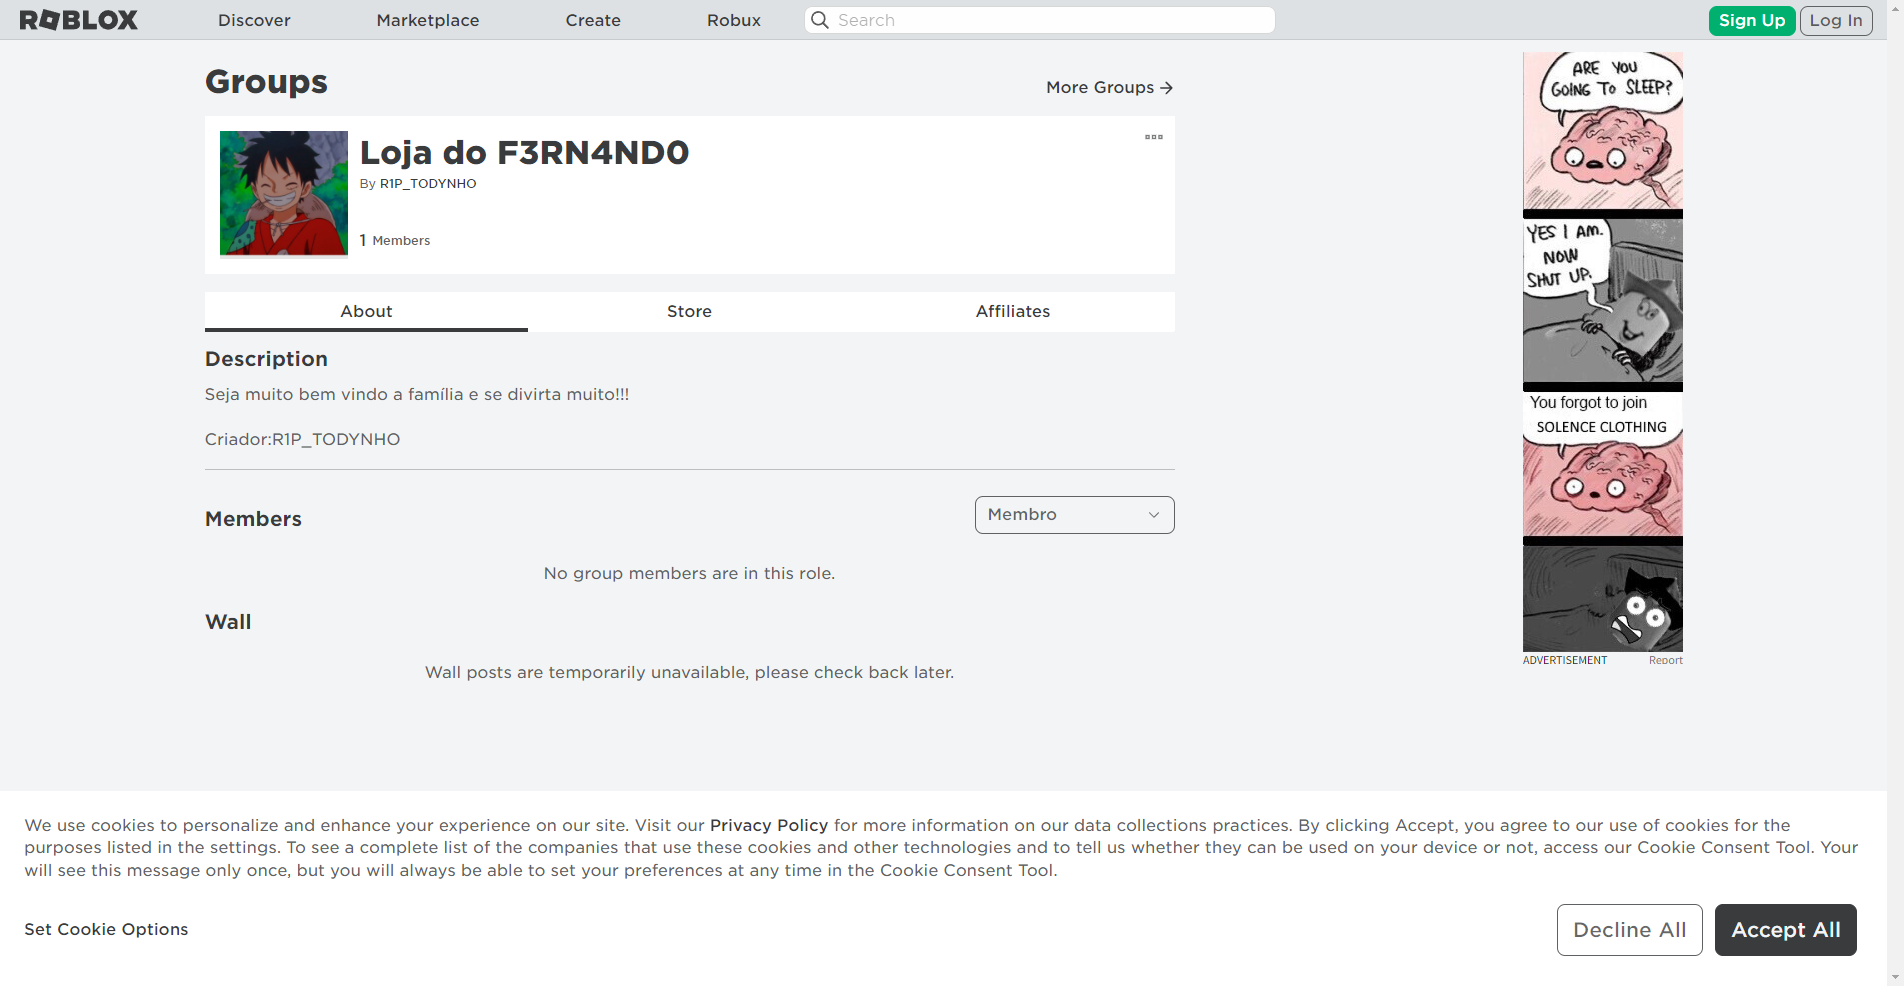 ROBLOX
Discover
Marketplace
Create
Robux
Search
Sign Up
Log In
Groups
More Groups
Loja do F3RN4ND0
By R1P_TODYNHO
1 Members
About
Store
Affiliates
Description
Seja muito bem vindo a família e se divirta muito!!!
Criador:R1P_TODYNHO
Members
Membro
No group members are in this role.
Wall
Wall posts are temporarily unavailable, please check back later.
ARE YOU
GOING TO SLEEP?
YES I AM.
NOW
SHUT UP.
You forgot to join
SOLENCE CLOTHING
ADVERTISEMENT
Report
We use cookies to personalize and enhance your experience on our site. Visit our Privacy Policy for more information on our data collections practices. By clicking Accept, you agree to our use of cookies for the
purposes listed in the settings. To see a complete list of the companies that use these cookies and other technologies and to tell us whether they can be used on your device or not, access our Cookie Consent Tool. Your
will see this message only once, but you will always be able to set your preferences at any time in the Cookie Consent Tool.
Set Cookie Options
Decline All
Accept All